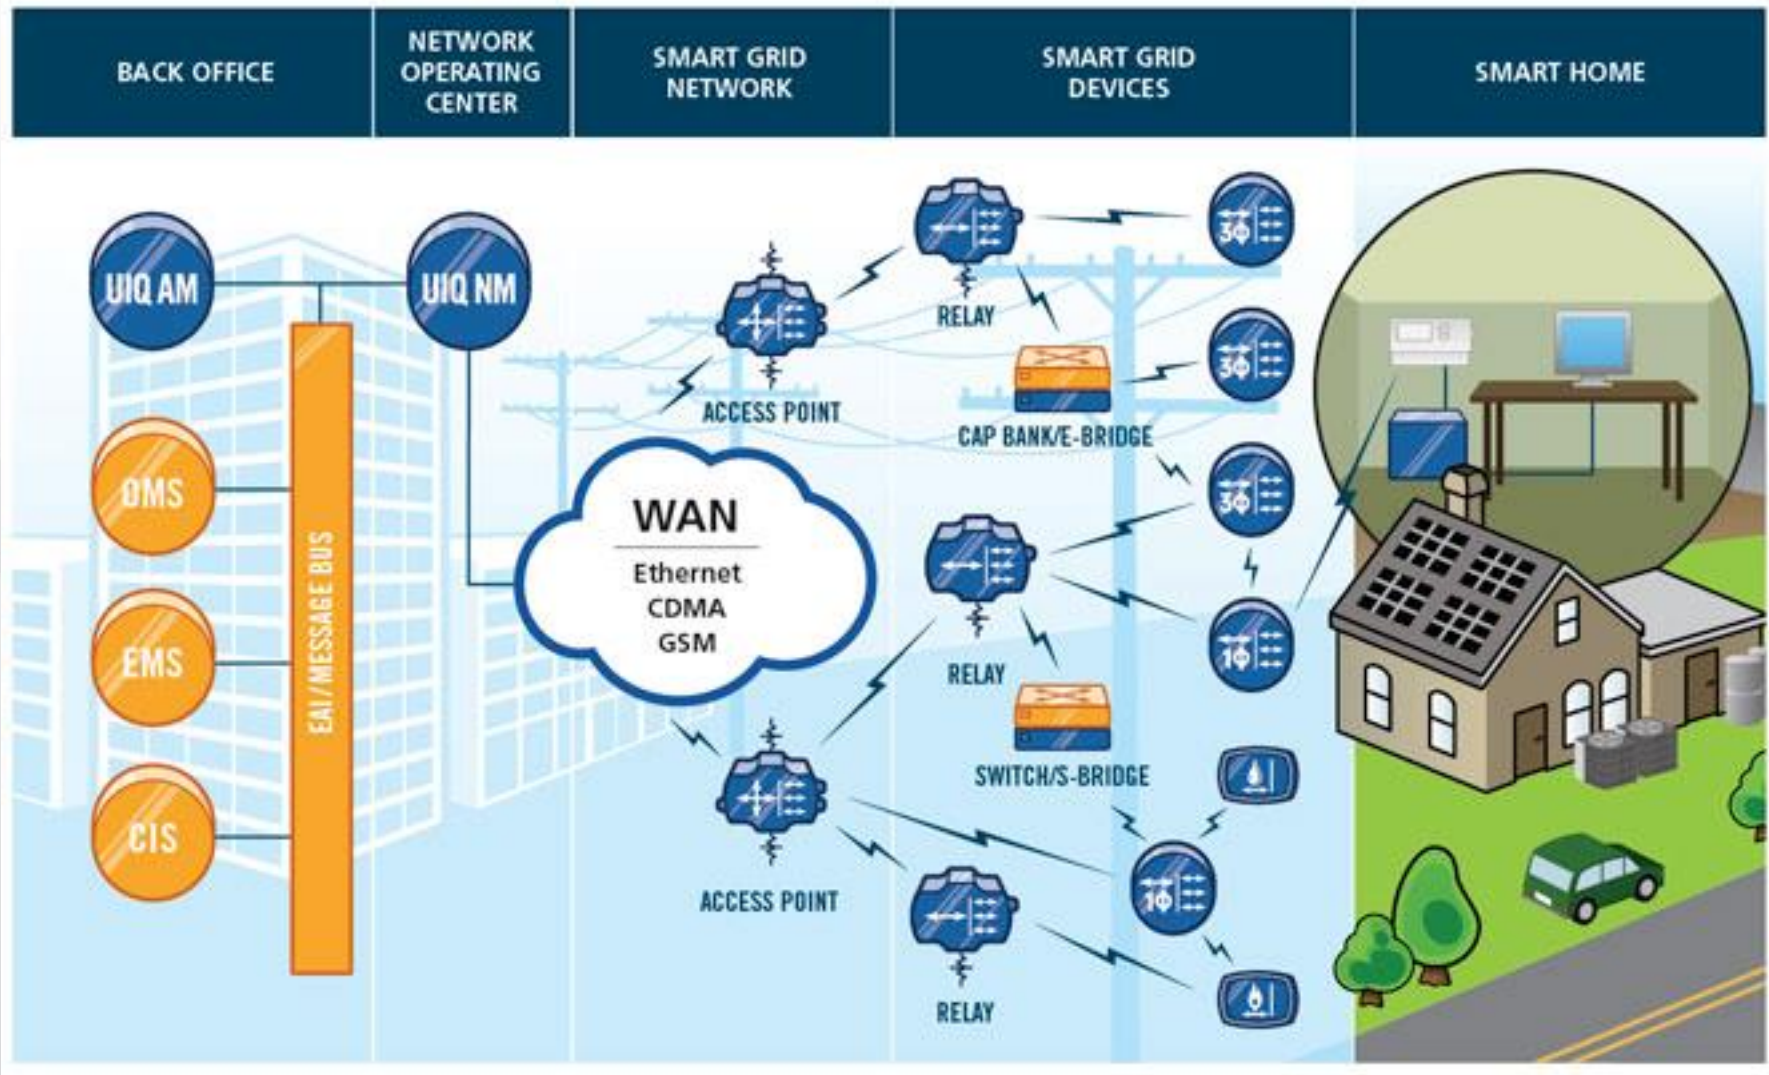 BACK OFFICE
NETWORK
OPERATING
CENTER
SMART GRID
NETWORK
SMART GRID
DEVICES
SMART HOME
UIQ AM
UIQ NM
OMS
EMS
CIS
EAI/MESSAGE BUS
ACCESS POINT
WAN
Ethernet
CDMA
GSM
ACCESS POINT
RELAY
3Φ
3Φ
CAP BANK/E-BRIDGE
3Φ
RELAY
1Φ
SWITCH/S-BRIDGE
1Φ
RELAY